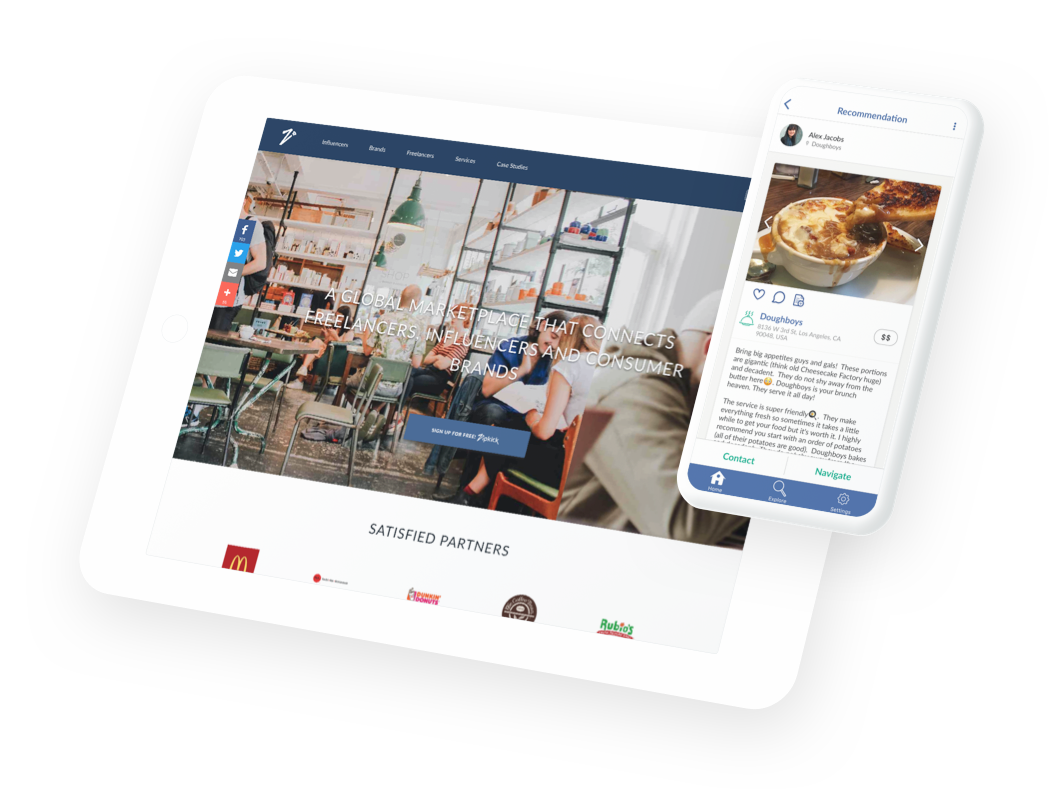 Influencers
Brands
Freelancers
Services
Case Studies
A GLOBAL MARKETPLACE THAT CONNECTS
FREELANCERS, INFLUENCERS AND CONSUMER
BRANDS
SIGN UP FOR FREE!
SATISFIED PARTNERS
DUNKIN'
DONUTS
Rubio's
Recommendation
Alex Jacobs
Doughboys
Doughboys
8136 W 3rd St, Los Angeles, CA
90048, USA
$$
Bring big appetites guys and gals! These portions
are gigantic (think old Cheesecake Factory huge)
and decadent. They do not shy away from the
butter here😳. Doughboys is your brunch
heaven. They serve it all day!
The service is super friendly. They make
everything fresh so sometimes it takes a little
while to get your food but it's worth it. I highly
recommend you start with an order of potatoes
(all of their potatoes are good). Doughboys bakes
Contact
Navigate
Home
Explore
Settings